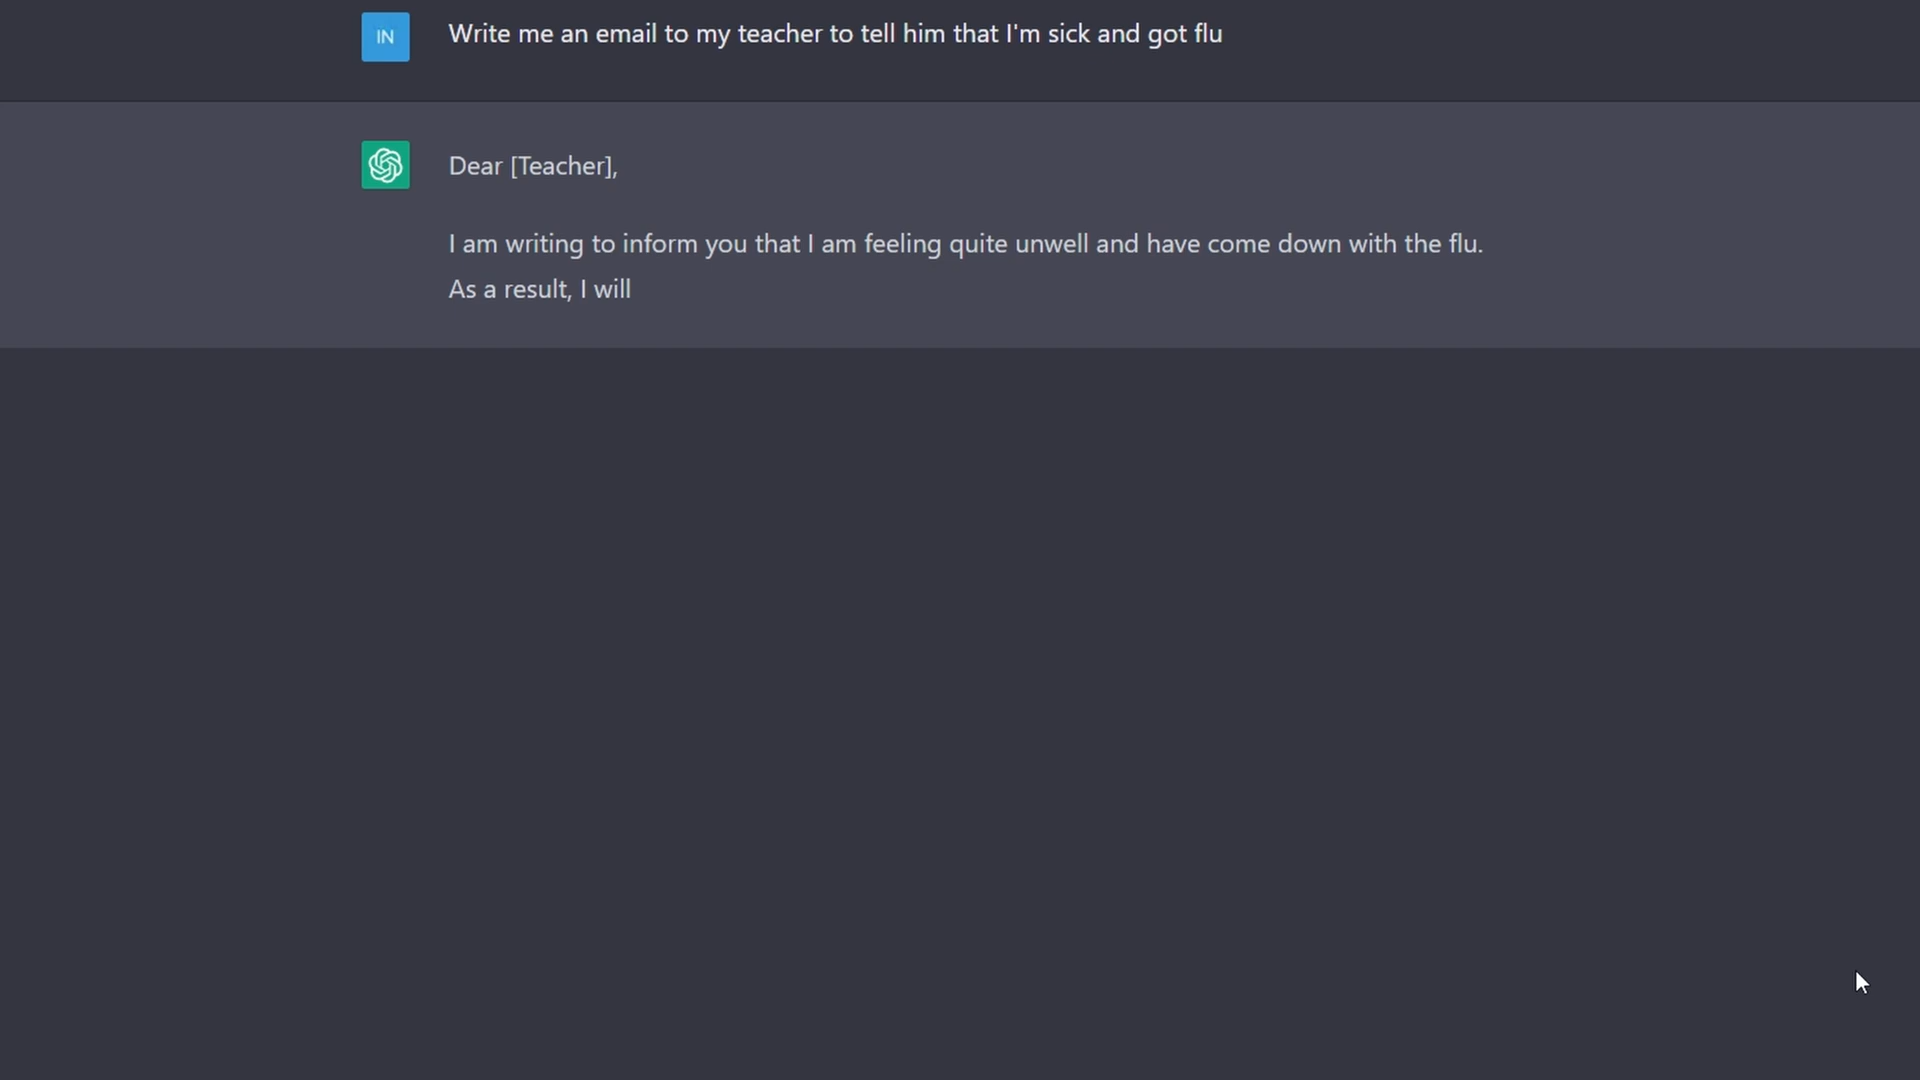 IN
Write me an email to my teacher to tell him that I'm sick and got flu
Dear [Teacher],
I am writing to inform you that I am feeling quite unwell and have come down with the flu.
As a result, I will